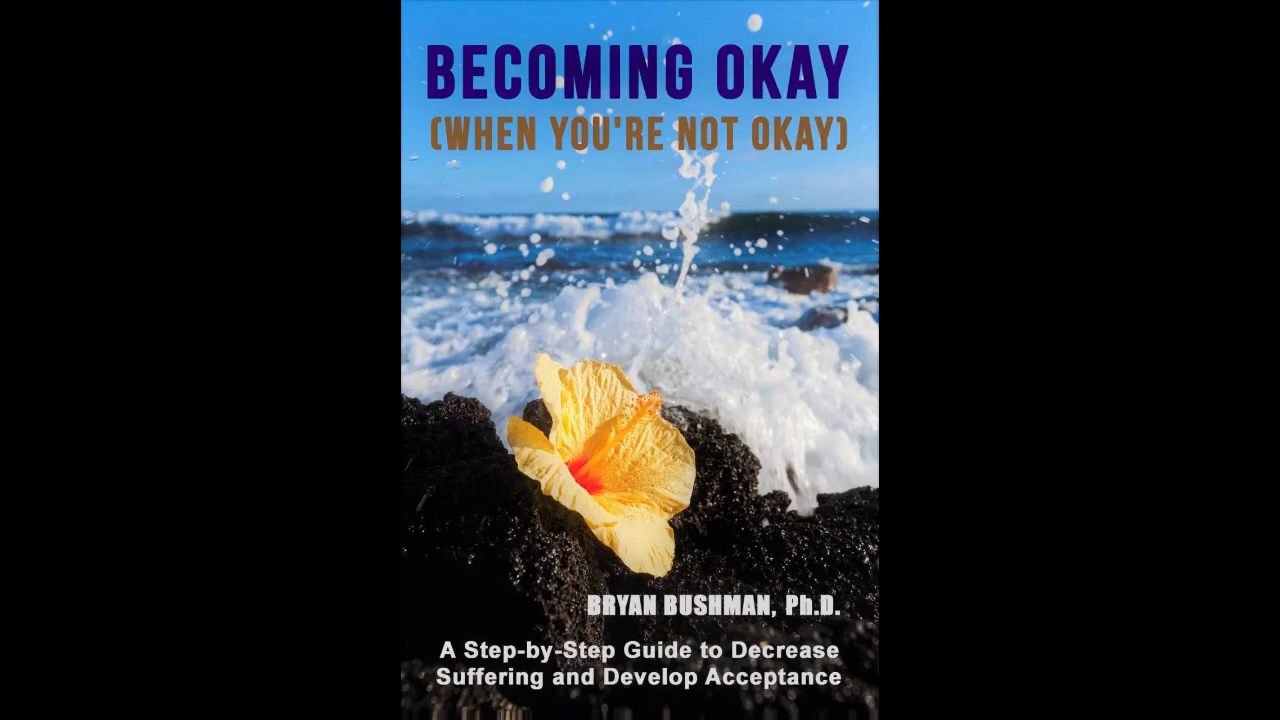 BECOMING OKAY
(WHEN YOU'RE NOT OKAY)
BRYAN BUSHMAN, Ph.D.
A Step-by-Step Guide to Decrease
Suffering and Develop Acceptance